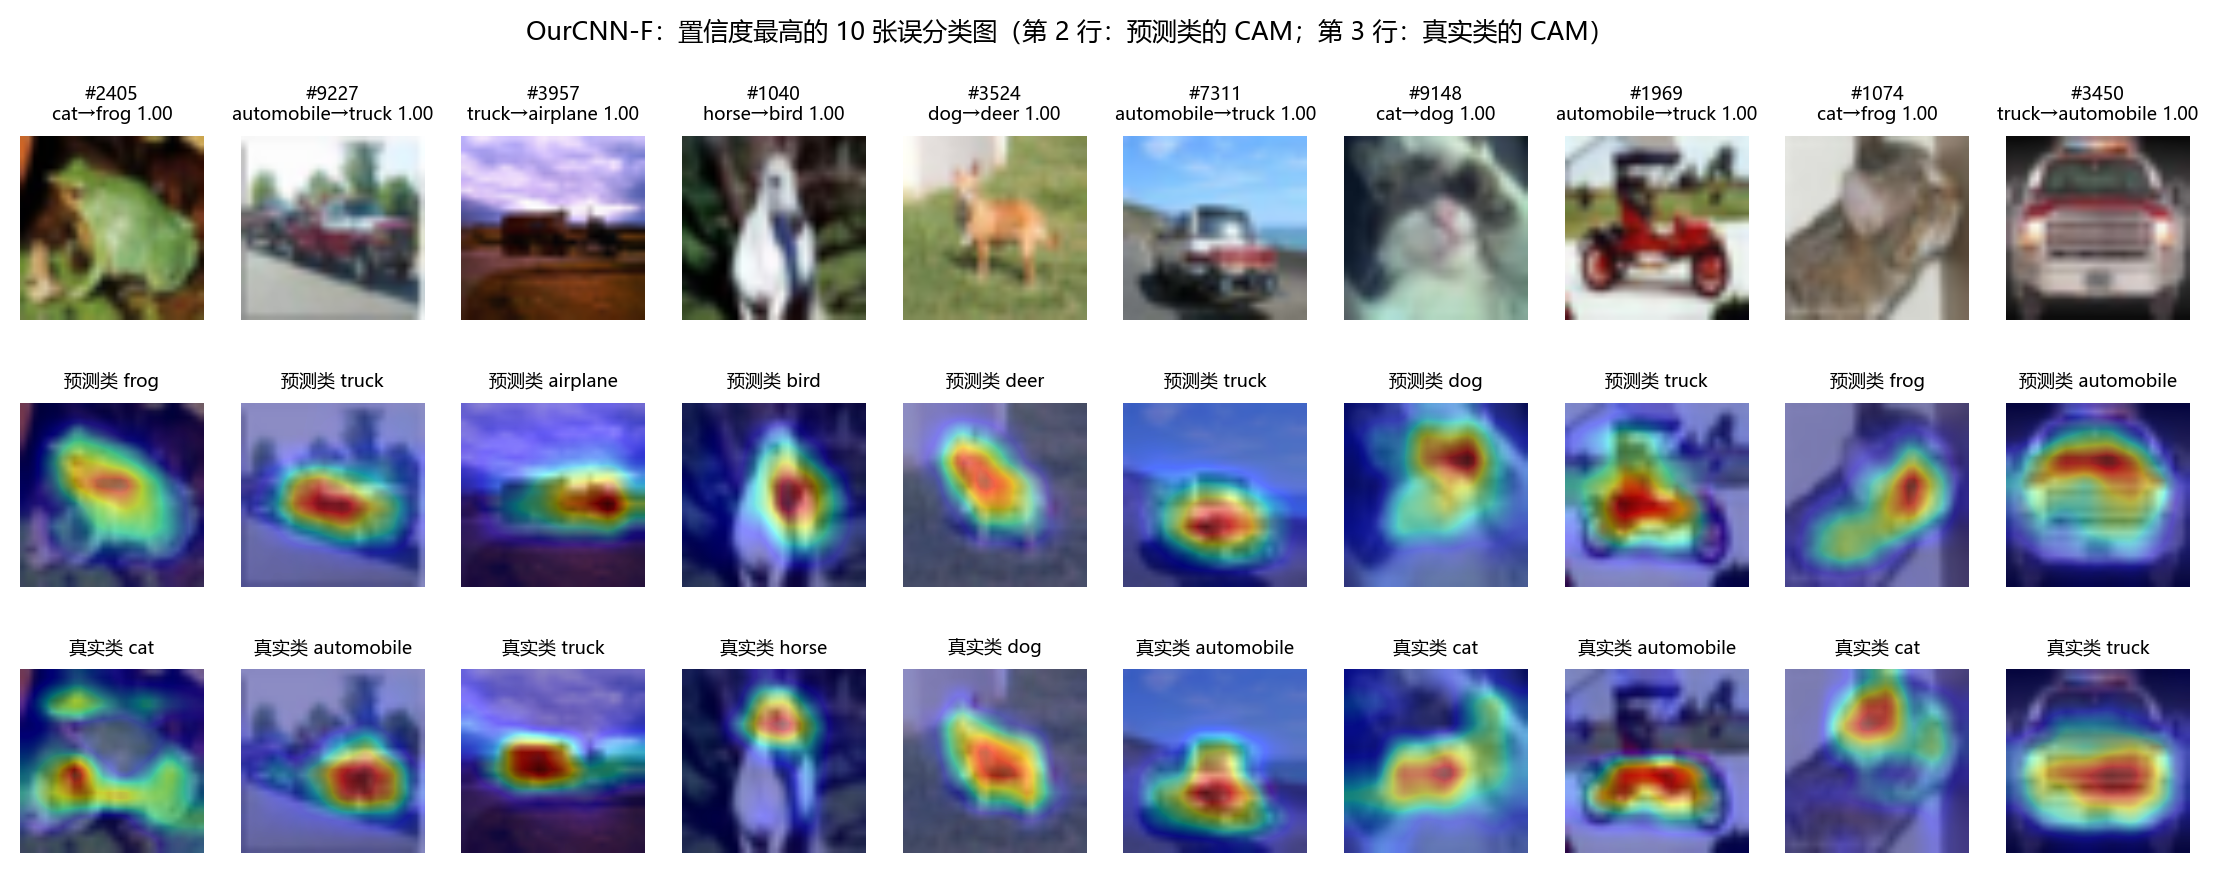 OurCNN-F：置信度最高的 10 张误分类图（第 2 行：预测类的 CAM；第 3 行：真实类的 CAM）
#2405
cat→frog 1.00
#9227
automobile→truck 1.00
#3957
truck→airplane 1.00
#1040
horse→bird 1.00
#3524
dog→deer 1.00
#7311
automobile→truck 1.00
#9148
cat→dog 1.00
#1969
automobile→truck 1.00
#1074
cat→frog 1.00
#3450
truck→automobile 1.00
预测类 frog
预测类 truck
预测类 airplane
预测类 bird
预测类 deer
预测类 truck
预测类 dog
预测类 truck
预测类 frog
预测类 automobile
真实类 cat
真实类 automobile
真实类 truck
真实类 horse
真实类 dog
真实类 automobile
真实类 cat
真实类 automobile
真实类 cat
真实类 truck